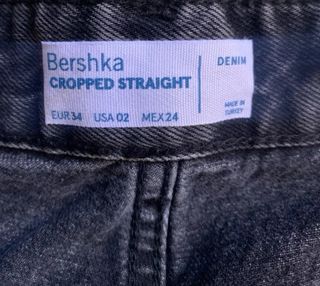 Bershka
CROPPED STRAIGHT
EUR 34 USA 02 MEX 24
DENIM
MADE IN
TURKEY